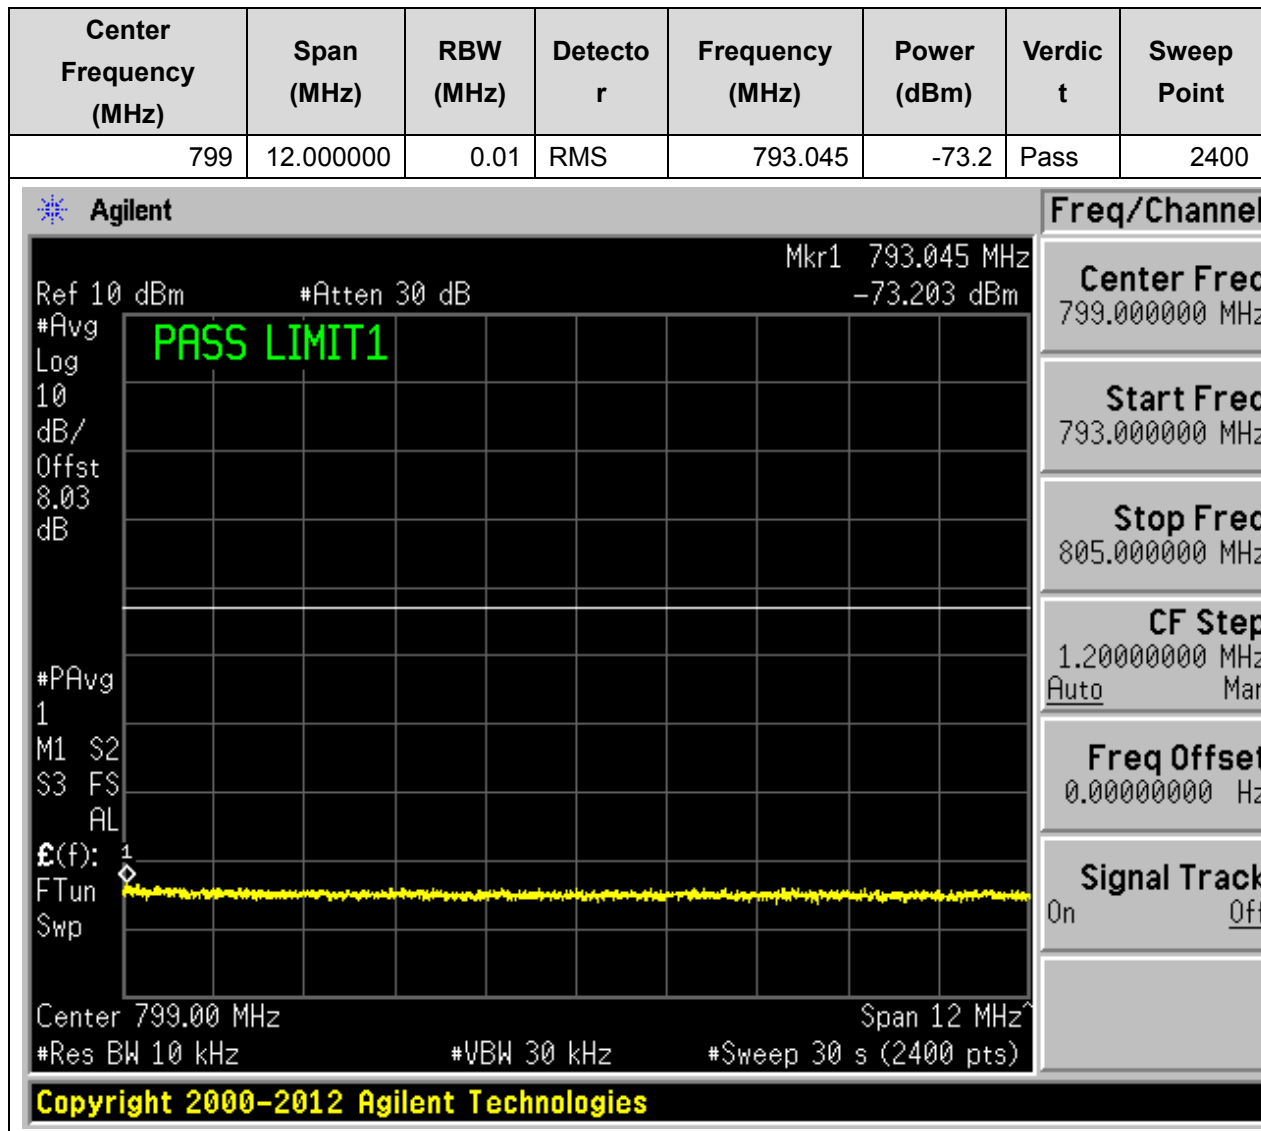 Center Frequency (MHz) Span (MHz) RBW (MHz) Detecto r Frequency (MHz) Power (dBm) Verdic t Sweep Point
799 12.000000 0.01 RMS 793.045 -73.2 Pass 2400
Agilent
Freq/Channel
Mkr1 793.045 MHz
Ref 10 dBm #Atten 30 dB -73.203 dBm
#Avg
Log
10
dB/
Offst
8.03
dB
PASS LIMIT1
#PAvg
1
M1 S2
S3 FS
AL
£(f):
FTun
Swp
1
Center 799.00 MHz Span 12 MHz^
#Res BW 10 kHz #VBW 30 kHz #Sweep 30 s (2400 pts)
Center Freq
799.000000 MHz
Start Freq
793.000000 MHz
Stop Freq
805.000000 MHz
CF Step
1.20000000 MHz
Auto Man
Freq Offset
0.00000000 Hz
Signal Track
On Off
Copyright 2000-2012 Agilent Technologies